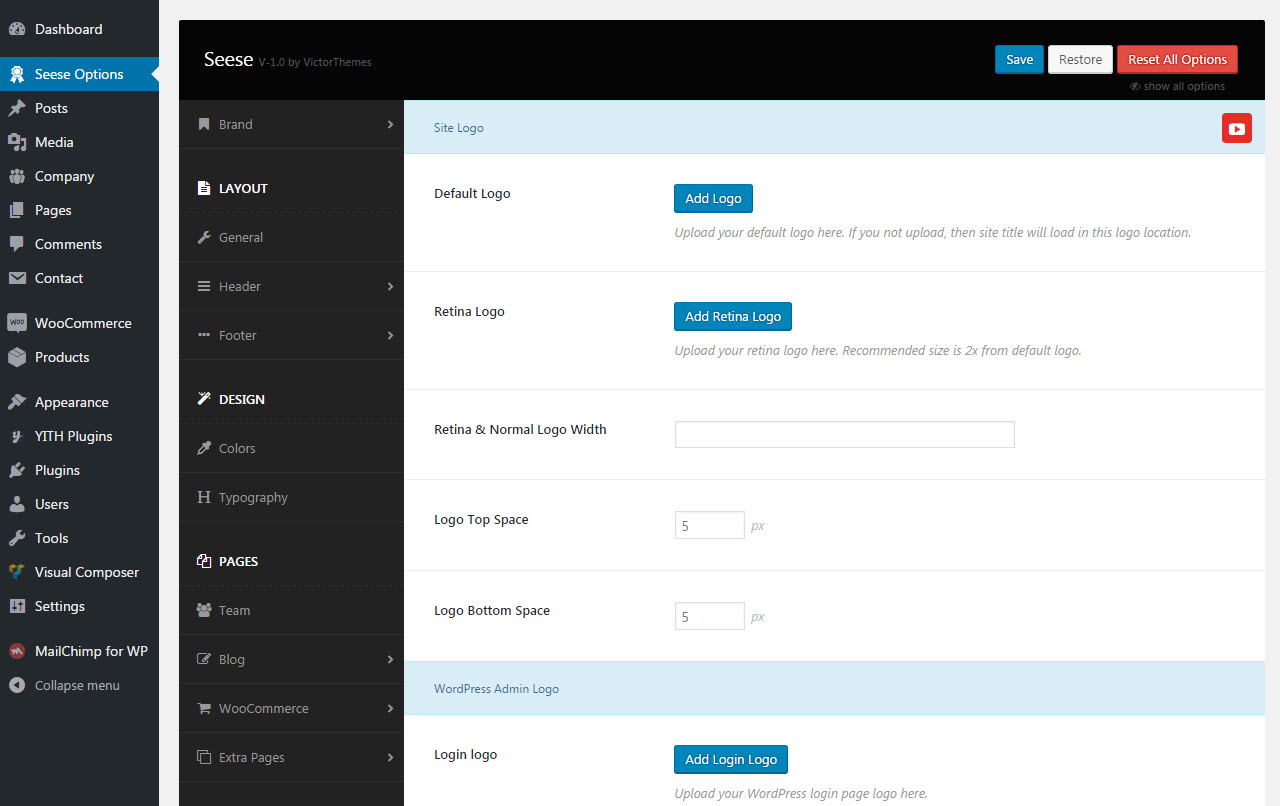 Dashboard
Seese Options
Posts
Media
Company
Pages
Comments
Contact
WOO WooCommerce
Products
Appearance
YITH Plugins
Plugins
Users
Tools
Visual Composer
Settings
MailChimp for WP
Collapse menu
Seese V-1.0 by VictorThemes
Save Restore Reset All Options
show all options
Brand
LAYOUT
General
Header
Footer
DESIGN
Colors
H Typography
PAGES
Team
Blog
WooCommerce
Extra Pages
Site Logo
Default Logo Add Logo
Upload your default logo here. If you not upload, then site title will load in this logo location.
Retina Logo Add Retina Logo
Upload your retina logo here. Recommended size is 2x from default logo.
Retina & Normal Logo Width
Logo Top Space 5 px
Logo Bottom Space 5 px
WordPress Admin Logo
Login logo Add Login Logo
Upload your WordPress login page logo here.